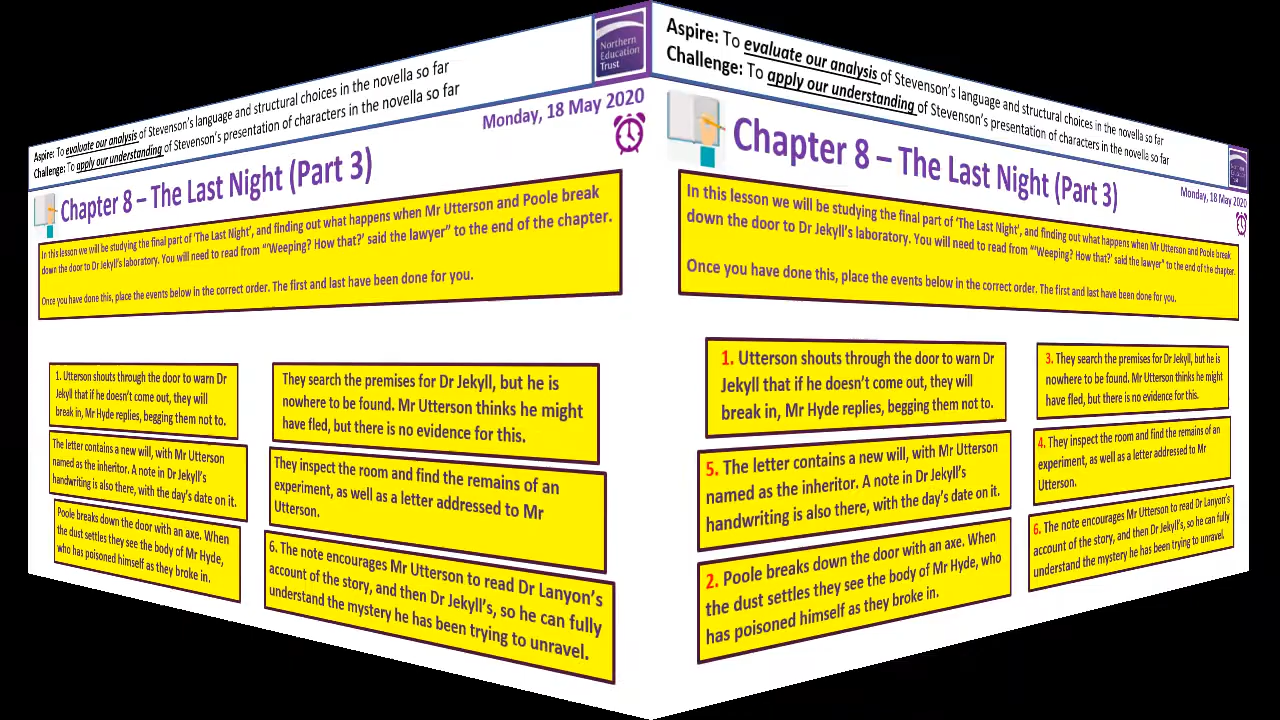 Aspire: To evaluate our analysis of Stevenson's language and structural choices in the novella so far
Challenge: To apply our understanding of Stevenson's presentation of characters in the novella so far
Northern
Education
Trust
Monday, 18 May 2020
Chapter 8 – The Last Night (Part 3)
In this lesson we will be studying the final part of 'The Last Night', and finding out what happens when Mr Utterson and Poole break
down the door to Dr Jekyll's laboratory. You will need to read from "'Weeping? How that?' said the lawyer" to the end of the chapter.
Once you have done this, place the events below in the correct order. The first and last have been done for you.
1. Utterson shouts through the door to warn Dr
Jekyll that if he doesn't come out, they will
break in, Mr Hyde replies, begging them not to.
The letter contains a new will, with Mr Utterson
named as the inheritor. A note in Dr Jekyll's
handwriting is also there, with the day's date on it.
Poole breaks down the door with an axe. When
the dust settles they see the body of Mr Hyde,
who has poisoned himself as they broke in.
They search the premises for Dr Jekyll, but he is
nowhere to be found. Mr Utterson thinks he might
have fled, but there is no evidence for this.
They inspect the room and find the remains of an
experiment, as well as a letter addressed to Mr
Utterson.
6. The note encourages Mr Utterson to read Dr Lanyon's
account of the story, and then Dr Jekyll's, so he can fully
understand the mystery he has been trying to unravel.
Aspire: To evaluate our analysis of Stevenson's language and structural choices in the novella so far
Challenge: To apply our understanding of Stevenson's presentation of characters in the novella so far
Chapter 8 – The Last Night (Part 3)
Monday, 18 May 2020
In this lesson we will be studying the final part of 'The Last Night', and finding out what happens when Mr Utterson and Poole break
down the door to Dr Jekyll's laboratory. You will need to read from "'Weeping? How that?' said the lawyer" to the end of the chapter.
Once you have done this, place the events below in the correct order. The first and last have been done for you.
1. Utterson shouts through the door to warn Dr
Jekyll that if he doesn't come out, they will
break in, Mr Hyde replies, begging them not to.
5. The letter contains a new will, with Mr Utterson
named as the inheritor. A note in Dr Jekyll's
handwriting is also there, with the day's date on it.
2. Poole breaks down the door with an axe. When
the dust settles they see the body of Mr Hyde, who
has poisoned himself as they broke in.
3. They search the premises for Dr Jekyll, but he is
nowhere to be found. Mr Utterson thinks he might
have fled, but there is no evidence for this.
4. They inspect the room and find the remains of an
experiment, as well as a letter addressed to Mr
Utterson.
6. The note encourages Mr Utterson to read Dr Lanyon's
account of the story, and then Dr Jekyll's, so he can fully
understand the mystery he has been trying to unravel.